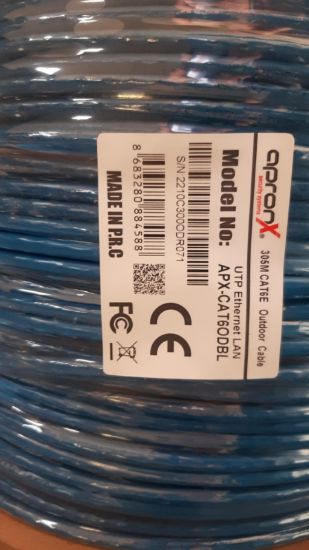 apronX
security systems
305M CAT6E Outdoor Cable
UTP Ethernet LAN
Model No: APX-CAT6ODBL
S/N:2210C300ODR071
8 683280 884588
MADE IN P.R.C
CE
FC